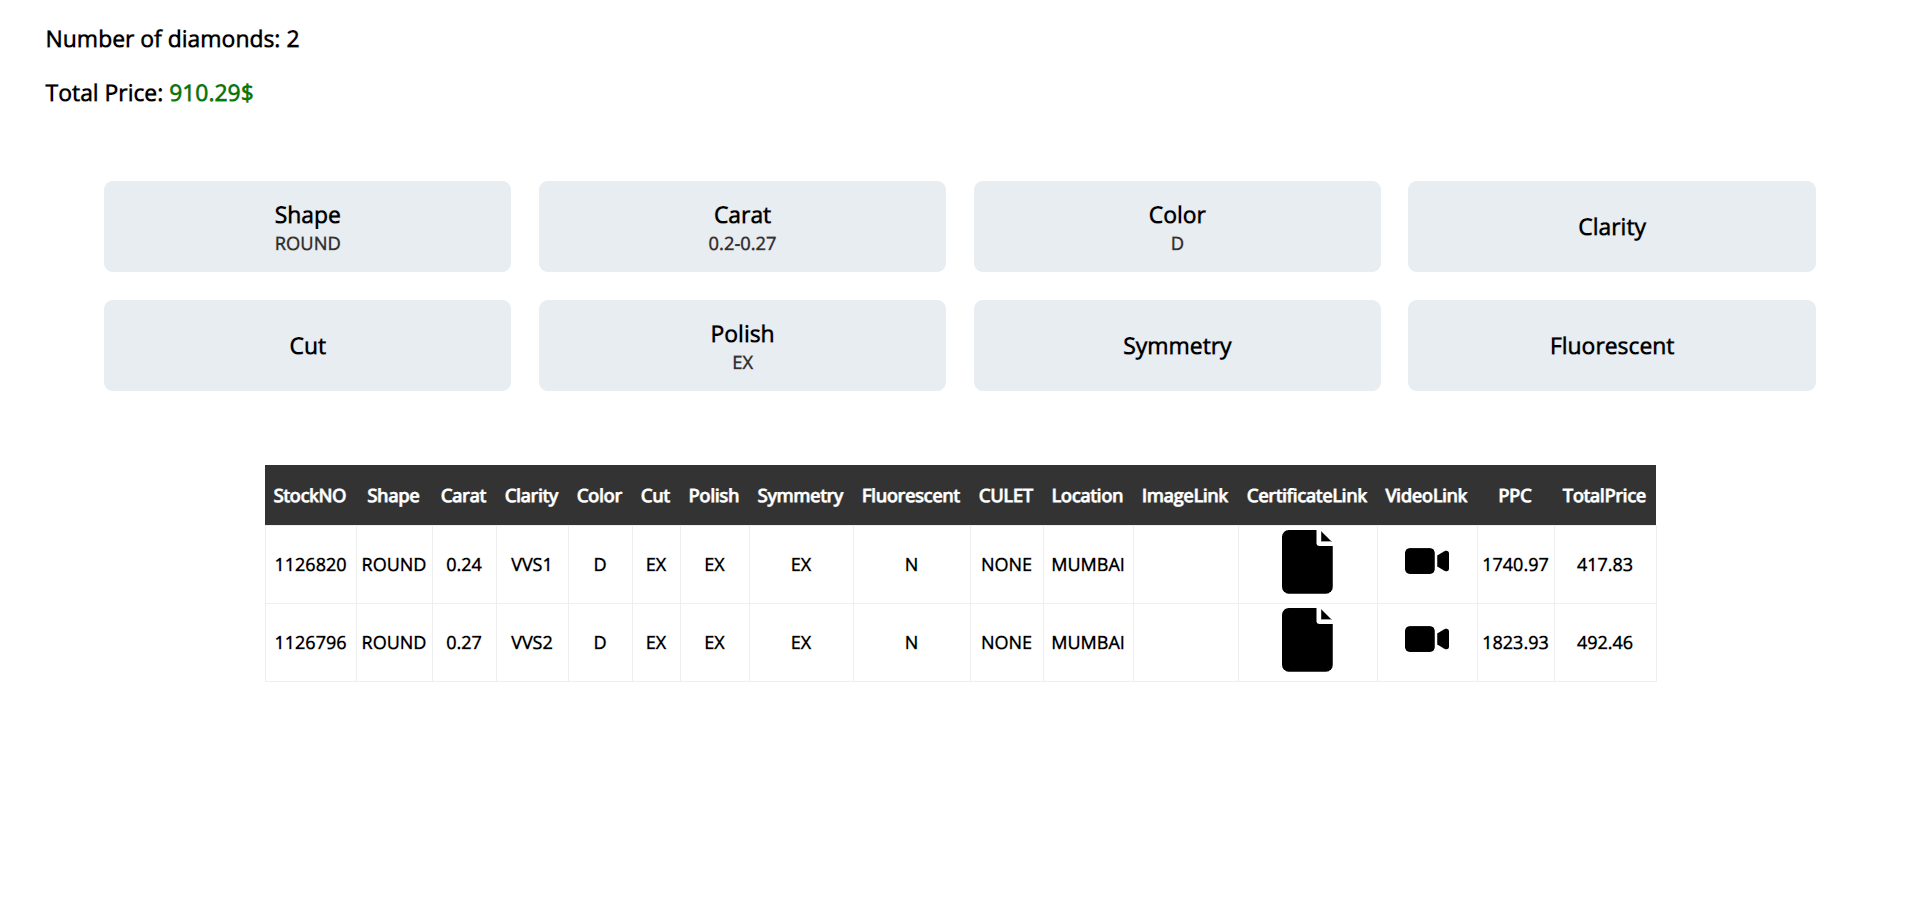 Number of diamonds: 2
Total Price: 910.29$
Shape
ROUND
Carat
0.2-0.27
Color
D
Clarity
Cut
Polish
EX
Symmetry
Fluorescent
StockNO Shape Carat Clarity Color Cut Polish Symmetry Fluorescent CULET Location ImageLink CertificateLink VideoLink PPC TotalPrice
1126820 ROUND 0.24 VVS1 D EX EX EX N NONE MUMBAI 1740.97 417.83
1126796 ROUND 0.27 VVS2 D EX EX EX N NONE MUMBAI 1823.93 492.46